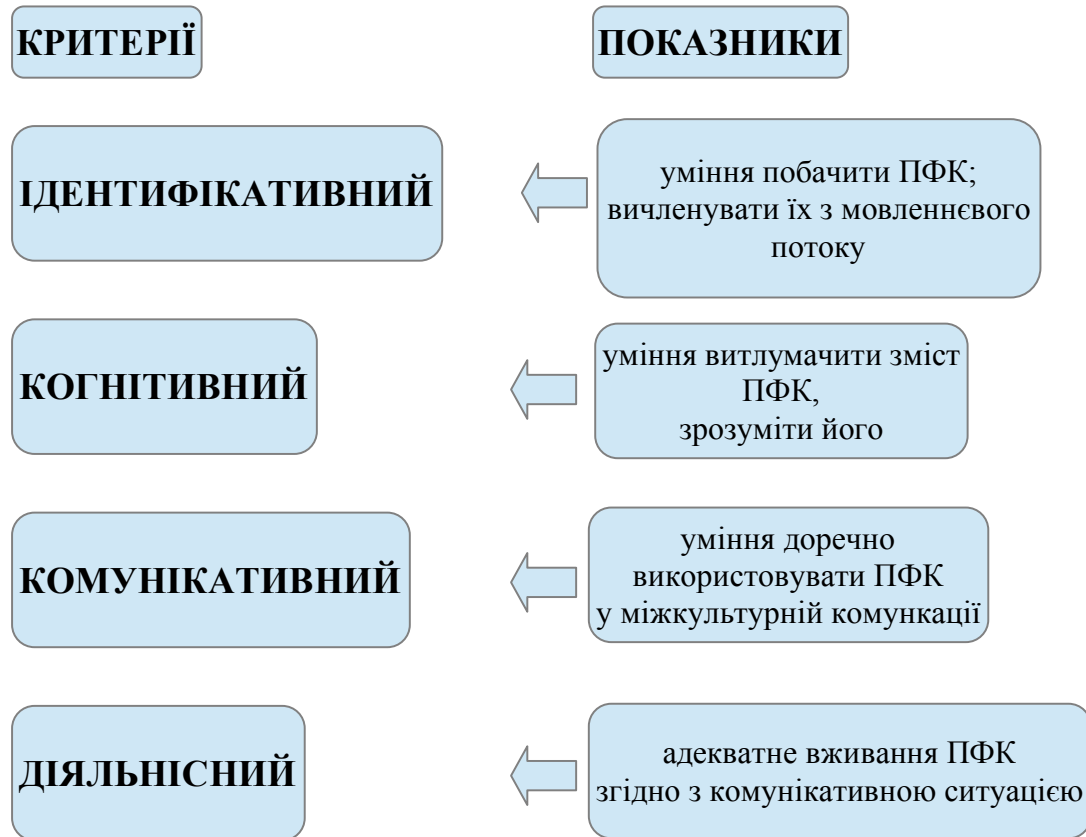 КРИТЕРІЇ
ПОКАЗНИКИ
ІДЕНТИФІКАТИВНИЙ
уміння побачити ПФК;
вичленувати їх з мовленнєвого
потоку
КОГНІТИВНИЙ
уміння витлумачити зміст
ПФК,
зрозуміти його
КОМУНІКАТИВНИЙ
уміння доречно
використовувати ПФК
у міжкультурній комункації
ДІЯЛЬНІСНИЙ
адекватне вживання ПФК
згідно з комунікативною ситуацією